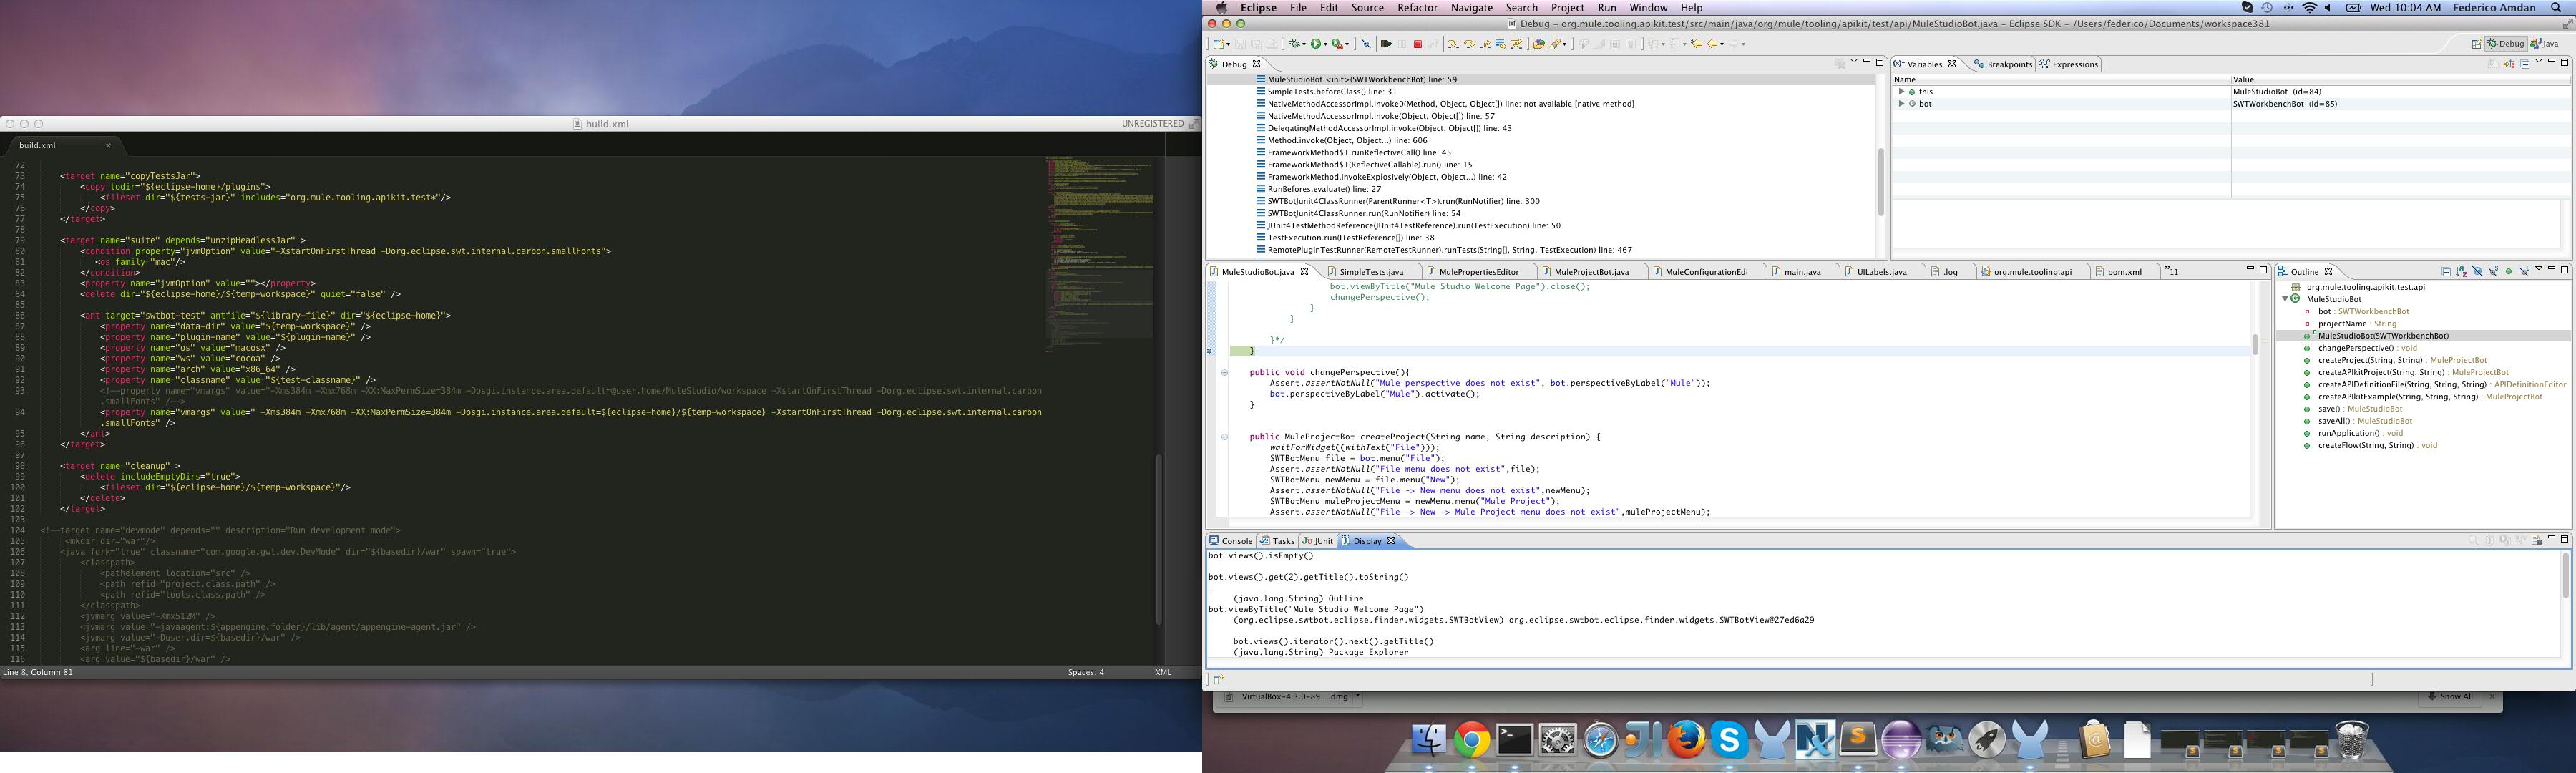 build.xml
UNREGISTERED
build.xml
72
73 <target name="copyTestsJar">
74 <copy todir="${eclipse-home}/plugins">
75 <fileset dir="${tests-jar}" includes="org.mule.tooling.apikit.test*"/>
76 </copy>
77 </target>
78
79 <target name="suite" depends="unzipHeadlessJar" >
80 <condition property="jvmOption" value="-XstartOnFirstThread -Dorg.eclipse.swt.internal.carbon.smallFonts">
81 <os family="mac"/>
82 </condition>
83 <property name="jvmOption" value=""></property>
84 <delete dir="${eclipse-home}/${temp-workspace}" quiet="false" />
85
86 <ant target="swtbot-test" antfile="${library-file}" dir="${eclipse-home}">
87 <property name="data-dir" value="${temp-workspace}" />
88 <property name="plugin-name" value="${plugin-name}" />
89 <property name="os" value="macosx" />
90 <property name="ws" value="cocoa" />
91 <property name="arch" value="x86_64" />
92 <property name="classname" value="${test-classname}" />
93 <!--property name="vmargs" value=" -Xms384m -Xmx768m -XX:MaxPermSize=384m -Dosgi.instance.area.default=@user.home/MuleStudio/workspace -XstartOnFirstThread -Dorg.eclipse.swt.internal.carbon
.smallFonts" /-->
94 <property name="vmargs" value=" -Xms384m -Xmx768m -XX:MaxPermSize=384m -Dosgi.instance.area.default=${eclipse-home}/${temp-workspace} -XstartOnFirstThread -Dorg.eclipse.swt.internal.carbon
.smallFonts" />
95 </ant>
96 </target>
97
98 <target name="cleanup" >
99 <delete includeEmptyDirs="true">
100 <fileset dir="${eclipse-home}/${temp-workspace}"/>
101 </delete>
102 </target>
103
104 <!--target name="devmode" depends="" description="Run development mode">
105 <mkdir dir="war"/>
106 <java fork="true" classname="com.google.gwt.dev.DevMode" dir="${basedir}/war" spawn="true">
107 <classpath>
108 <pathelement location="src" />
109 <path refid="project.class.path" />
110 <path refid="tools.class.path" />
111 </classpath>
112 <jvmarg value="-Xmx512M" />
113 <jvmarg value="-javaagent:${appengine.folder}/lib/agent/appengine-agent.jar" />
114 <jvmarg value="-Duser.dir=${basedir}/war" />
115 <arg line="-war" />
116 <arg value="${basedir}/war" />
Line 8, Column 81
Spaces: 4
XML
Eclipse File Edit Source Refactor Navigate Search Project Run Window Help
Wed 10:04 AM Federico Amdan
Debug - org.mule.tooling.apikit.test/src/main/java/org/mule/tooling/apikit/test/api/MuleStudioBot.java - Eclipse SDK - /Users/federico/Documents/workspace381
Debug Java
Debug
MuleStudioBot.<init>(SWTWorkbenchBot) line: 59
SimpleTests.beforeClass() line: 31
NativeMethodAccessorImpl.invoke0(Method, Object, Object[]) line: not available [native method]
NativeMethodAccessorImpl.invoke(Object, Object[]) line: 57
DelegatingMethodAccessorImpl.invoke(Object, Object[]) line: 43
Method.invoke(Object, Object...) line: 606
FrameworkMethod$1.runReflectiveCall() line: 45
FrameworkMethod$1(ReflectiveCallable).run() line: 15
FrameworkMethod.invokeExplosively(Object, Object...) line: 42
RunBefores.evaluate() line: 27
SWTBotJunit4ClassRunner(ParentRunner<T>).run(RunNotifier) line: 300
SWTBotJunit4ClassRunner.run(RunNotifier) line: 54
JUnit4TestMethodReference(JUnit4TestReference).run(TestExecution) line: 50
TestExecution.run(ITestReference[]) line: 38
RemotePluginTestRunner(RemoteTestRunner).runTests(String[], String, TestExecution) line: 467
(x)= Variables Breakpoints Expressions
Name Value
this MuleStudioBot (id=84)
bot SWTWorkbenchBot (id=85)
MuleStudioBot.java SimpleTests.java MulePropertiesEditor MuleProjectBot.java MuleConfigurationEdi main.java UILabels.java .log org.mule.tooling.api pom.xml »11
bot.viewByTitle("Mule Studio Welcome Page").close();
changePerspective();
}
}
}*/
}
public void changePerspective(){
Assert.assertNotNull("Mule perspective does not exist", bot.perspectiveByLabel("Mule"));
bot.perspectiveByLabel("Mule").activate();
}
public MuleProjectBot createProject(String name, String description) {
waitForWidget((withText("File")));
SWTBotMenu file = bot.menu("File");
Assert.assertNotNull("File menu does not exist",file);
SWTBotMenu newMenu = file.menu("New");
Assert.assertNotNull("File -> New menu does not exist",newMenu);
SWTBotMenu muleProjectMenu = newMenu.menu("Mule Project");
Assert.assertNotNull("File -> New -> Mule Project menu does not exist",muleProjectMenu);
Outline
org.mule.tooling.apikit.test.api
MuleStudioBot
bot : SWTWorkbenchBot
projectName : String
MuleStudioBot(SWTWorkbenchBot)
changePerspective() : void
createProject(String, String) : MuleProjectBot
createAPIkitProject(String, String) : MuleProjectBot
createAPIDefinitionFile(String, String, String) : APIDefinitionEditor
createAPIkitExample(String, String, String) : MuleProjectBot
save() : MuleStudioBot
saveAll() : MuleStudioBot
runApplication() : void
createFlow(String, String) : void
Console Tasks JUnit Display
bot.views().isEmpty()
bot.views().get(2).getTitle().toString()
(java.lang.String) Outline
bot.viewByTitle("Mule Studio Welcome Page")
(org.eclipse.swtbot.eclipse.finder.widgets.SWTBotView) org.eclipse.swtbot.eclipse.finder.widgets.SWTBotView@27ed6a29
bot.views().iterator().next().getTitle()
(java.lang.String) Package Explorer
VirtualBox-4.3.0-89....dmg
Show All